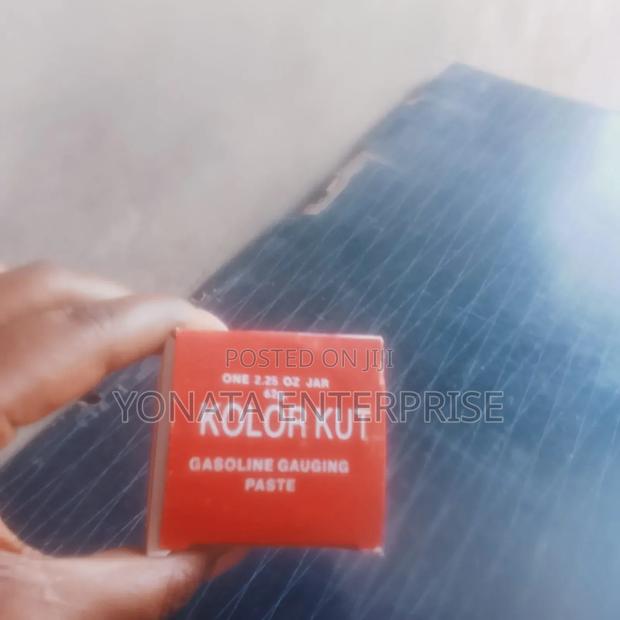 POSTED ON JIJI
ONE 2.25 OZ JAR
YONATA ENTERPRISE
KOLOR KUT
GASOLINE GAUGING
PASTE